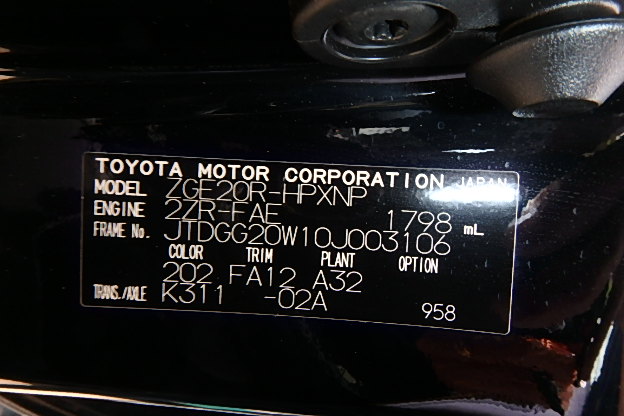 TOYOTA MOTOR CORPORATION JAPAN
MODEL ZGE20R-HPXNP
ENGINE 2ZR-FAE 1798 mL
FRAME No. JTDGG20W10J003106
COLOR TRIM PLANT OPTION
202 FA12 A32
TRANS./AXLE K311 -02A 958